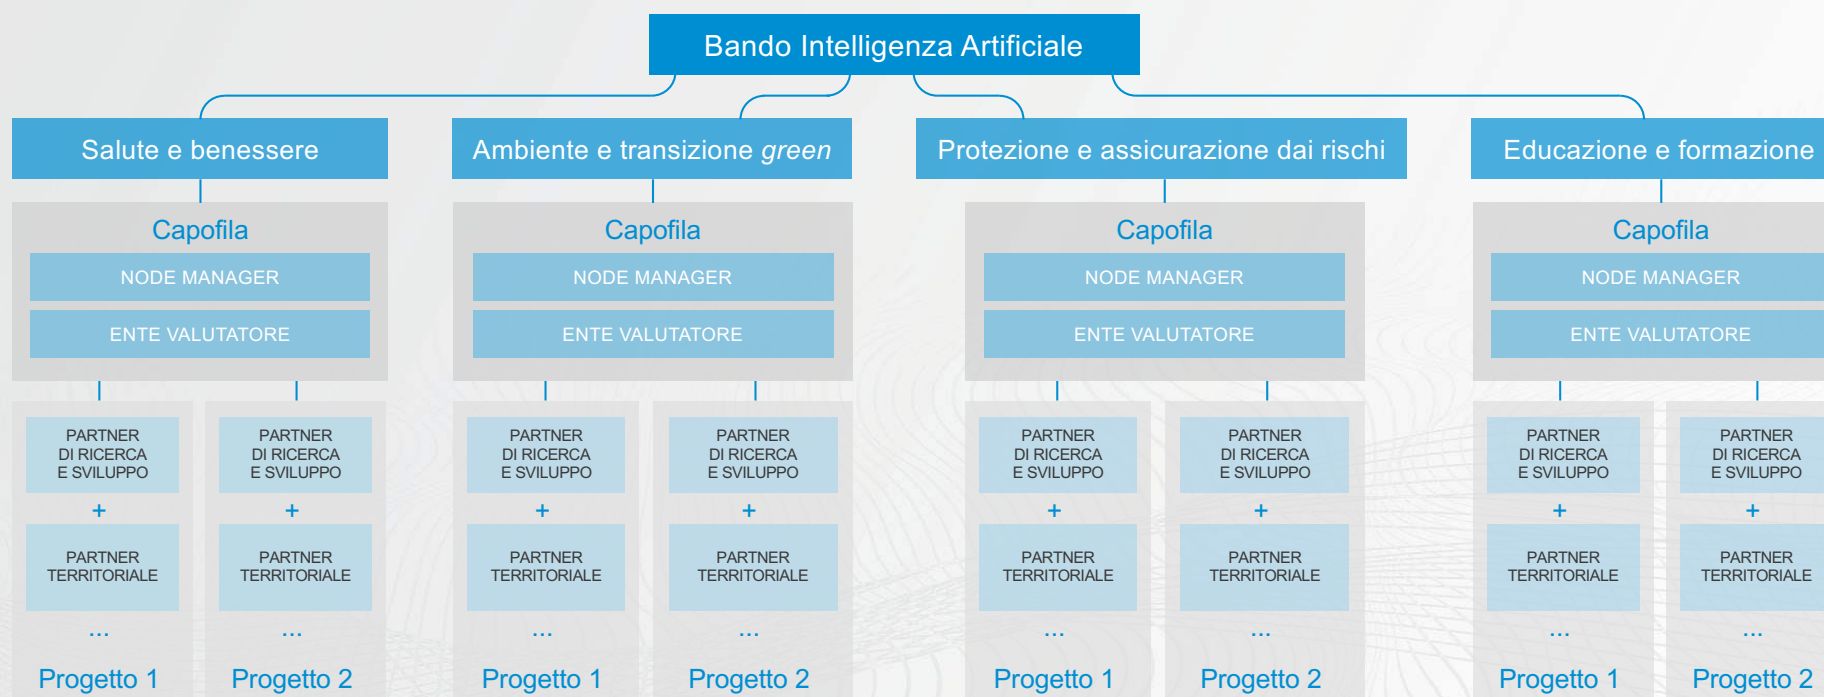 Bando Intelligenza Artificiale
Salute e benessere
Ambiente e transizione green
Protezione e assicurazione dai rischi
Educazione e formazione
Capofila
NODE MANAGER
ENTE VALUTATORE
Capofila
NODE MANAGER
ENTE VALUTATORE
Capofila
NODE MANAGER
ENTE VALUTATORE
Capofila
NODE MANAGER
ENTE VALUTATORE
PARTNER
DI RICERCA
E SVILUPPO
+
PARTNER
TERRITORIALE
...
Progetto 1
PARTNER
DI RICERCA
E SVILUPPO
+
PARTNER
TERRITORIALE
...
Progetto 2
PARTNER
DI RICERCA
E SVILUPPO
+
PARTNER
TERRITORIALE
...
Progetto 1
PARTNER
DI RICERCA
E SVILUPPO
+
PARTNER
TERRITORIALE
...
Progetto 2
PARTNER
DI RICERCA
E SVILUPPO
+
PARTNER
TERRITORIALE
...
Progetto 1
PARTNER
DI RICERCA
E SVILUPPO
+
PARTNER
TERRITORIALE
...
Progetto 2
PARTNER
DI RICERCA
E SVILUPPO
+
PARTNER
TERRITORIALE
...
Progetto 1
PARTNER
DI RICERCA
E SVILUPPO
+
PARTNER
TERRITORIALE
...
Progetto 2